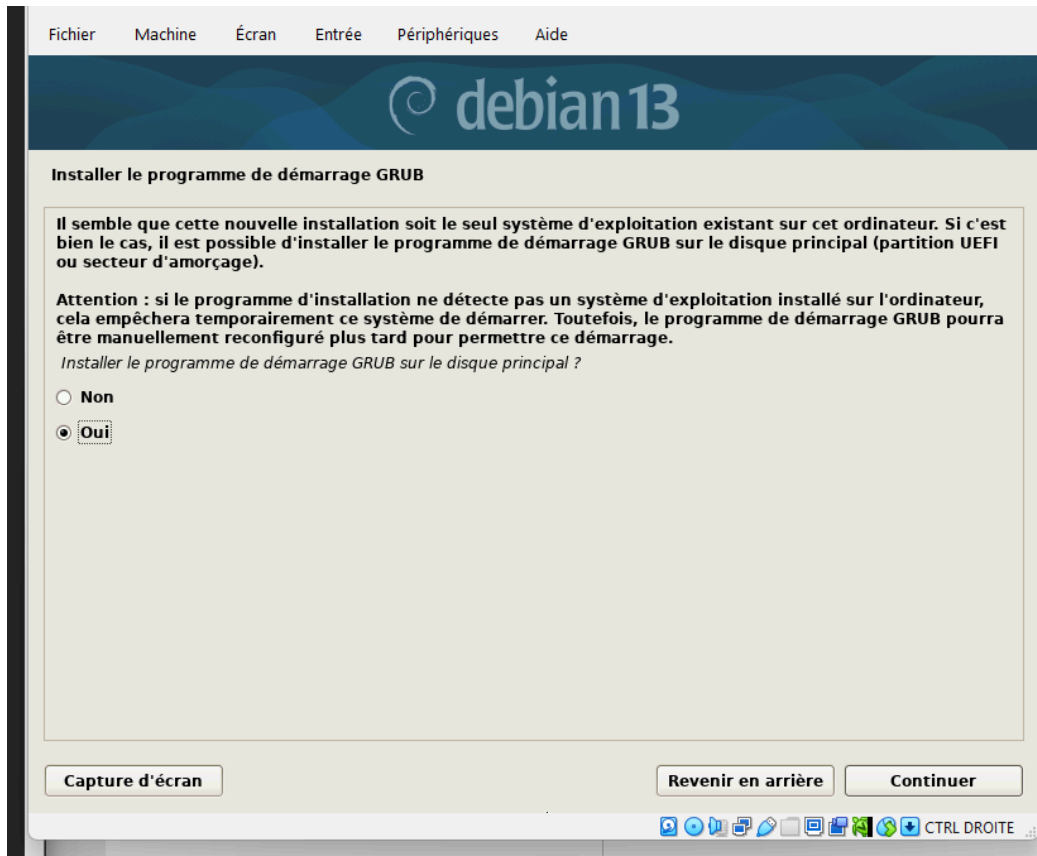 Fichier Machine Écran Entrée Périphériques Aide
debian 13
Installer le programme de démarrage GRUB
Il semble que cette nouvelle installation soit le seul système d'exploitation existant sur cet ordinateur. Si c'est
bien le cas, il est possible d'installer le programme de démarrage GRUB sur le disque principal (partition UEFI
ou secteur d'amorçage).
Attention : si le programme d'installation ne détecte pas un système d'exploitation installé sur l'ordinateur,
cela empêchera temporairement ce système de démarrer. Toutefois, le programme de démarrage GRUB pourra
être manuellement reconfiguré plus tard pour permettre ce démarrage.
Installer le programme de démarrage GRUB sur le disque principal ?
Non
Oui
Capture d'écran Revenir en arrière Continuer
CTRL DROITE